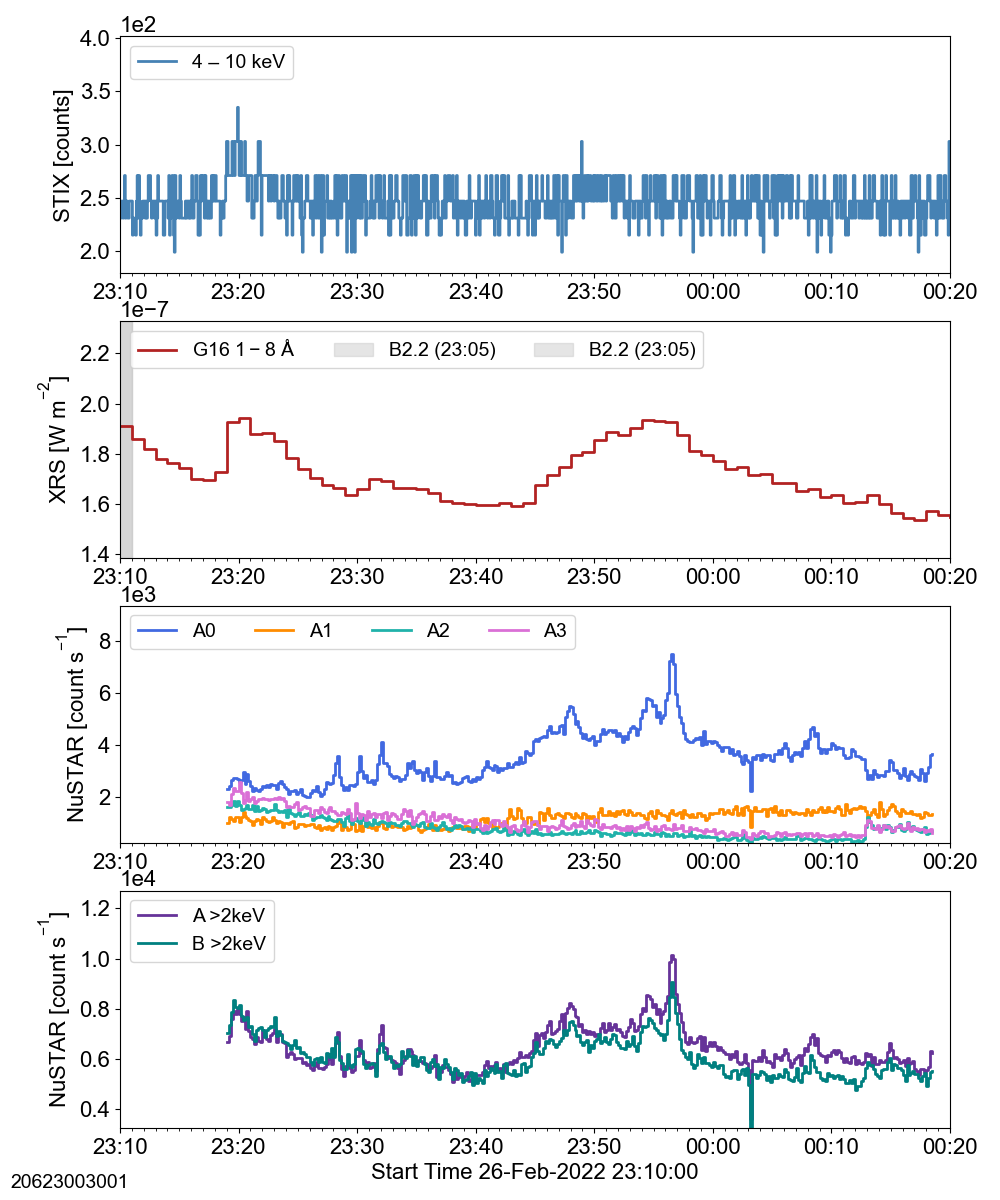 1e2
4.0
4 – 10 keV
3.5
3.0
2.5
2.0
STIX [counts]
23:10 23:20 23:30 23:40 23:50 00:00 00:10 00:20
1e−7
G16 1 − 8 Å B2.2 (23:05) B2.2 (23:05)
2.2
2.0
1.8
1.6
1.4
XRS [W m−2]
23:10 23:20 23:30 23:40 23:50 00:00 00:10 00:20
1e3
A0 A1 A2 A3
8
6
4
2
NuSTAR [count s−1]
23:10 23:20 23:30 23:40 23:50 00:00 00:10 00:20
1e4
A >2keV
B >2keV
1.2
1.0
0.8
0.6
0.4
NuSTAR [count s−1]
23:10 23:20 23:30 23:40 23:50 00:00 00:10 00:20
Start Time 26-Feb-2022 23:10:00
20623003001